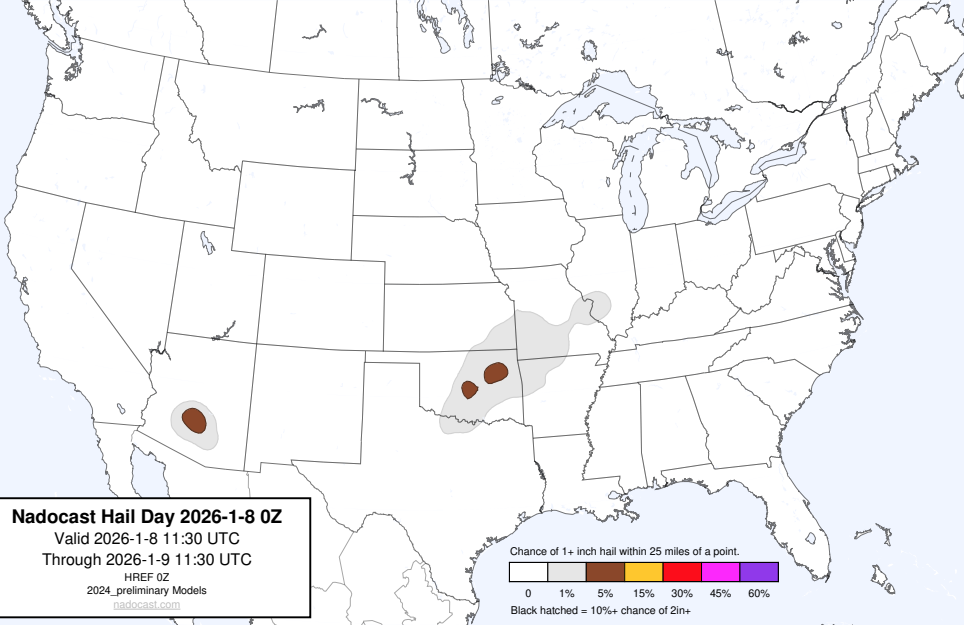 Nadocast Hail Day 2026-1-8 0Z
Valid 2026-1-8 11:30 UTC
Through 2026-1-9 11:30 UTC
HREF 0Z
2024_preliminary Models
nadocast.com
Chance of 1+ inch hail within 25 miles of a point.
0 1% 5% 15% 30% 45% 60%
Black hatched = 10%+ chance of 2in+